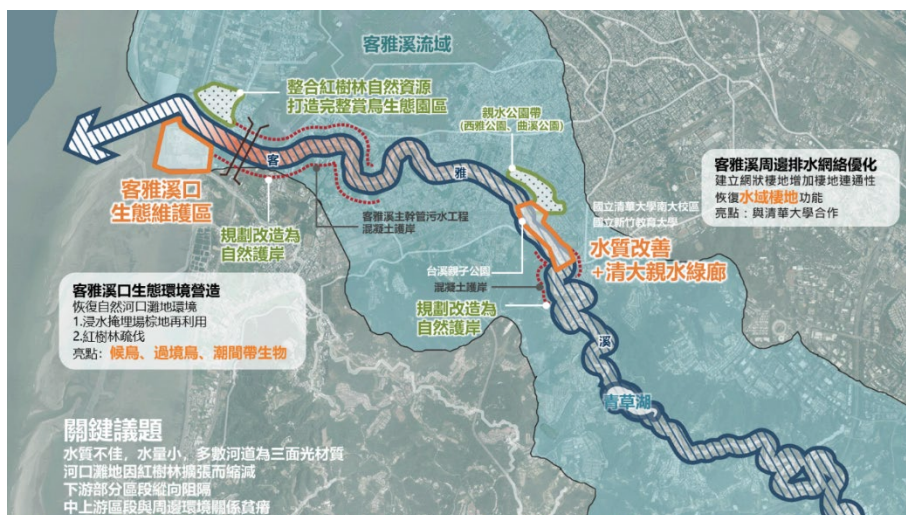 客雅溪流域
整合紅樹林自然資源
打造完整賞鳥生態園區
親水公園帶
(西雅公園、曲溪公園)
客雅溪周邊排水網絡優化
建立網狀棲地增加棲地連通性
恢復水域棲地功能
亮點：與清華大學合作
客
雅
溪
客雅溪口
生態維護區
客雅溪主幹管污水工程
混凝土護岸
規劃改造為
自然護岸
國立清華大學南大校區
國立新竹教育大學
水質改善
+清大親水綠廊
台溪親子公園
混凝土護岸
規劃改造為
自然護岸
客雅溪口生態環境營造
恢復自然河口灘地環境
1.浸水掩埋場棕地再利用
2.紅樹林疏伐
亮點：候鳥、過境鳥、潮間帶生物
青草湖
關鍵議題
水質不佳，水量小，多數河道為三面光材質
河口灘地因紅樹林擴張而縮減
下游部分區段縱向阻隔
中上游區段與周邊環境關係貧瘠